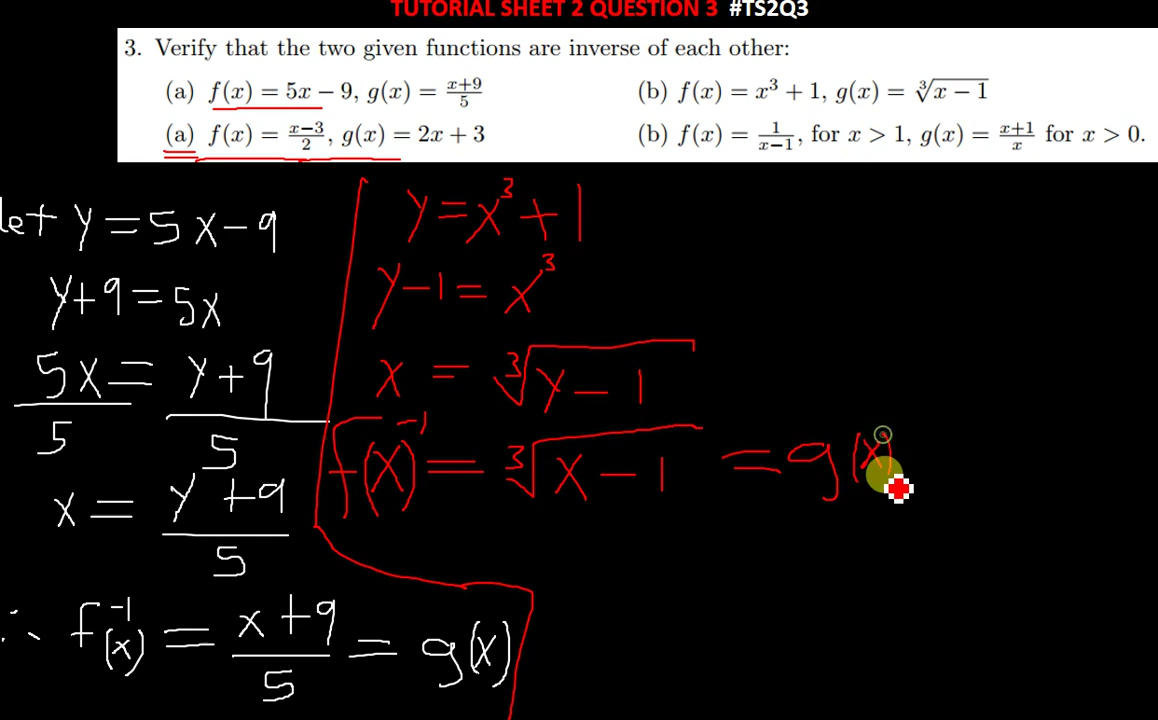 TUTORIAL SHEET 2 QUESTION 3 #TS2Q3
3. Verify that the two given functions are inverse of each other:
(a) f(x) = 5x − 9, g(x) = (x+9)/5
(b) f(x) = x³ + 1, g(x) = ∛(x − 1)
(a) f(x) = (x−3)/2, g(x) = 2x + 3
(b) f(x) = 1/(x−1), for x > 1, g(x) = (x+1)/x for x > 0.
let y = 5x − 9
y + 9 = 5x
5x/5 = (y + 9)/5
x = (y + 9)/5
∴ f⁻¹(x) = (x + 9)/5 = g(x)
y = x³ + 1
y − 1 = x³
x = ∛(y − 1)
f(x)⁻¹ = ∛(x − 1) = g(x)